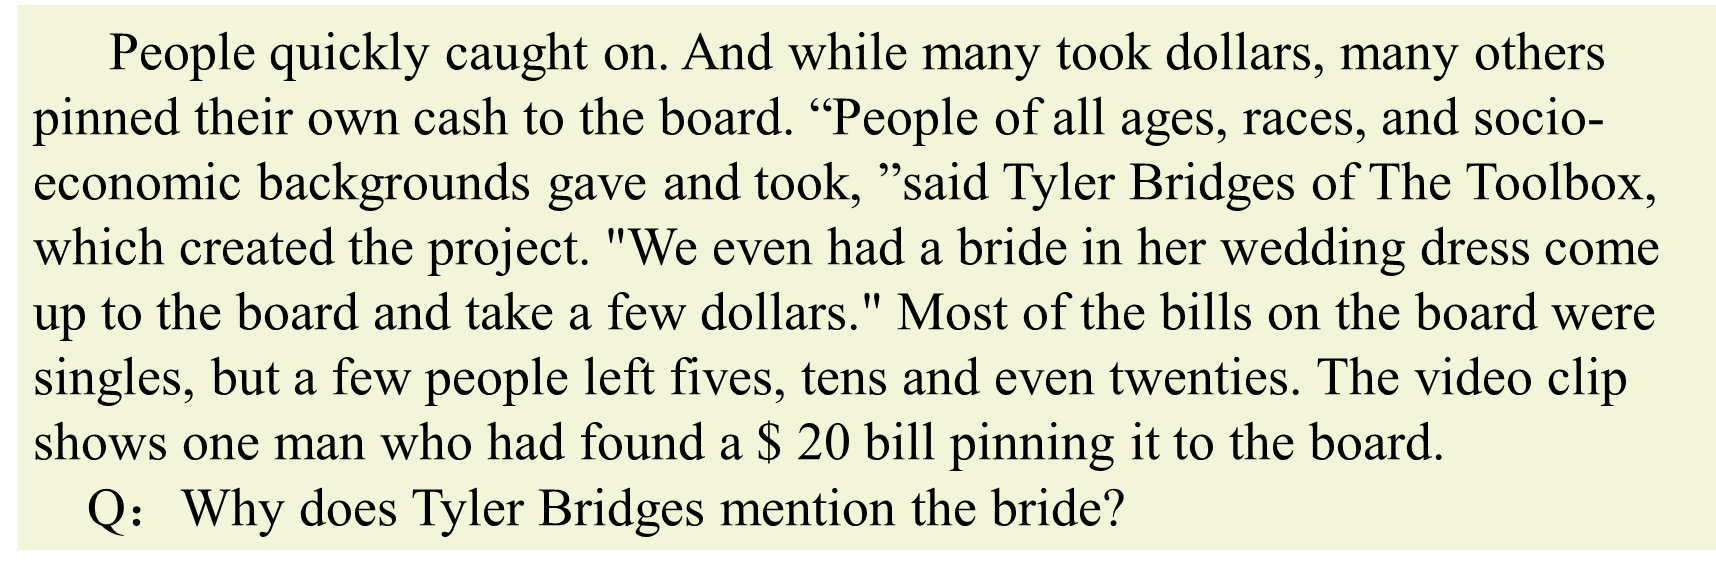 People quickly caught on. And while many took dollars, many others
pinned their own cash to the board. “People of all ages, races, and socio-
economic backgrounds gave and took, ”said Tyler Bridges of The Toolbox,
which created the project. "We even had a bride in her wedding dress come
up to the board and take a few dollars." Most of the bills on the board were
singles, but a few people left fives, tens and even twenties. The video clip
shows one man who had found a $ 20 bill pinning it to the board.
Q： Why does Tyler Bridges mention the bride?